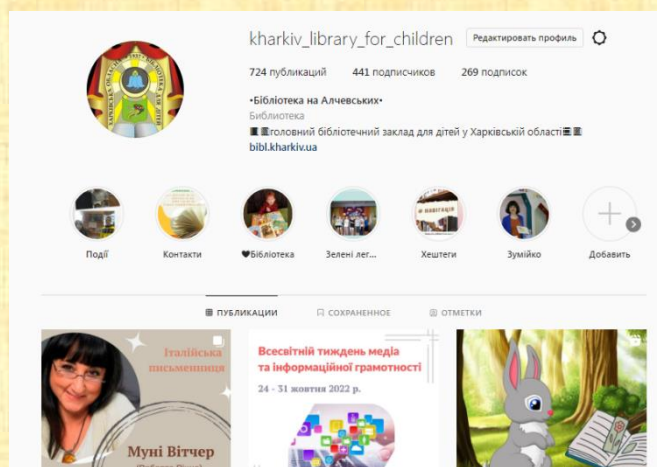 kharkiv_library_for_children Редактировать профиль
724 публикаций 441 подписчиков 269 подписок
•Бібліотека на Алчевських•
Библиотека
головний бібліотечний заклад для дітей у Харківській області
bibl.kharkiv.ua
Події Контакти Бібліотека Зелені лег... Хештеги Зумійко Добавить
ПУБЛИКАЦИИ СОХРАНЕННОЕ ОТМЕТКИ
Італійська
письменниця
Муні Вітчер
Всесвітній тиждень медіа
та інформаційної грамотності
24 - 31 жовтня 2022 р.